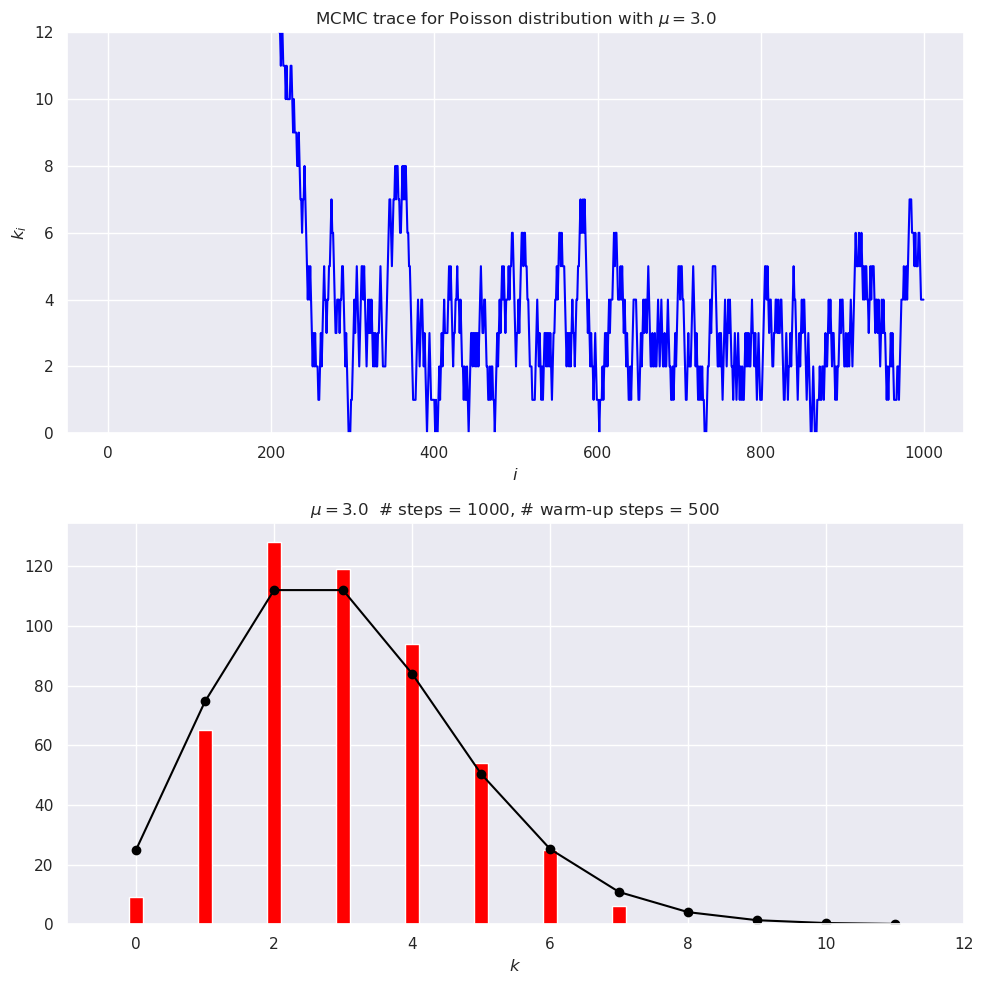 MCMC trace for Poisson distribution with μ = 3.0
12
10
8
6
4
2
0
k_i
0 200 400 600 800 1000
i
μ = 3.0 # steps = 1000, # warm-up steps = 500
120
100
80
60
40
20
0
0 2 4 6 8 10 12
k